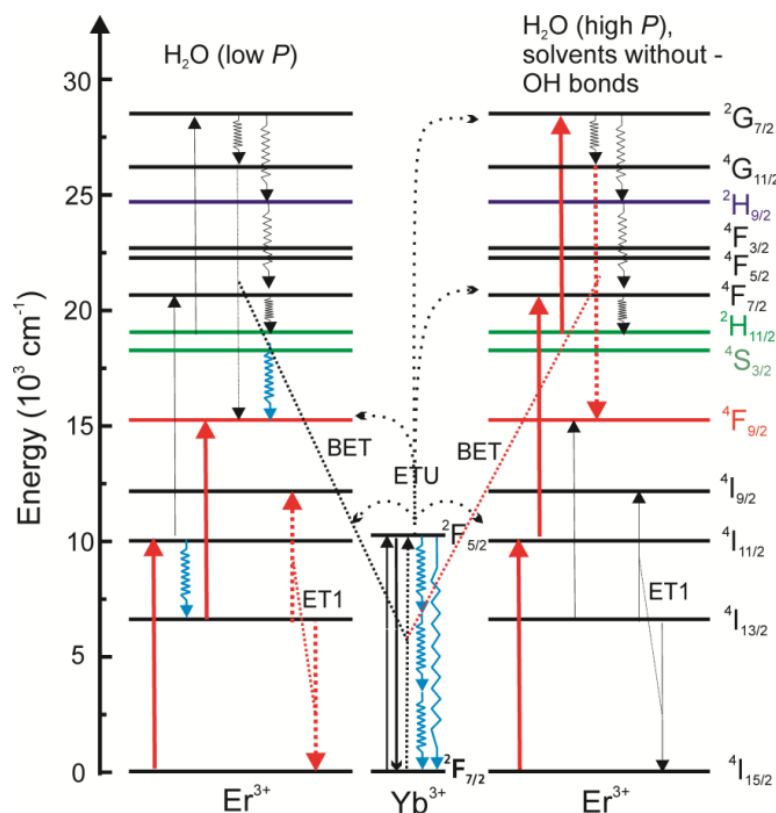 H₂O (low P)
H₂O (high P),
solvents without -
OH bonds
Energy (10³ cm⁻¹)
30
25
20
15
10
5
0
²G₇/₂
⁴G₁₁/₂
²H₉/₂
⁴F₃/₂
⁴F₅/₂
⁴F₇/₂
²H₁₁/₂
⁴S₃/₂
⁴F₉/₂
⁴I₉/₂
⁴I₁₁/₂
⁴I₁₃/₂
⁴I₁₅/₂
BET
ETU
BET
²F₅/₂
ET1
ET1
²F₇/₂
Er³⁺
Yb³⁺
Er³⁺